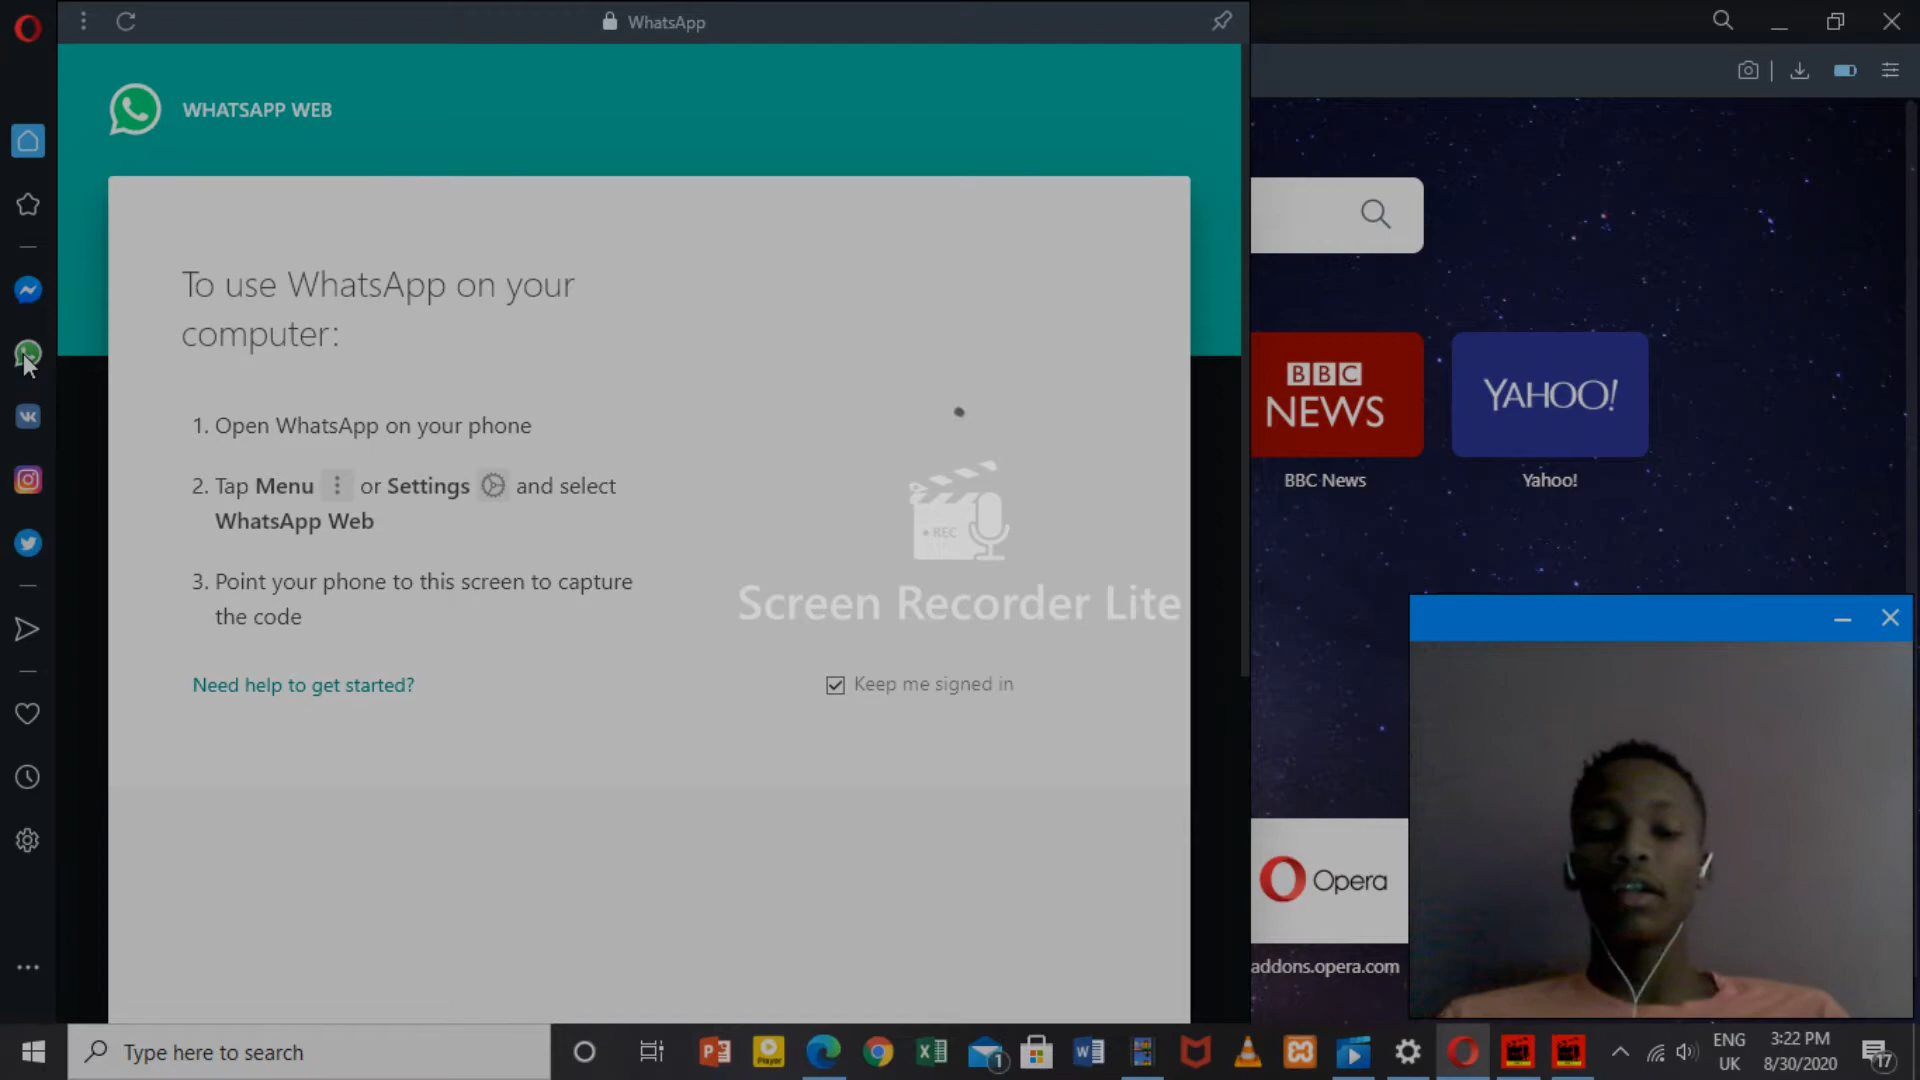 WhatsApp
WHATSAPP WEB
To use WhatsApp on your
computer:
1. Open WhatsApp on your phone
2. Tap Menu or Settings and select
WhatsApp Web
3. Point your phone to this screen to capture
the code
Need help to get started?
Keep me signed in
REC
Screen Recorder Lite
BBC
NEWS
BBC News
YAHOO!
Yahoo!
Opera
addons.opera.com
Type here to search
Player
1
ENG
UK
3:22 PM
8/30/2020
17